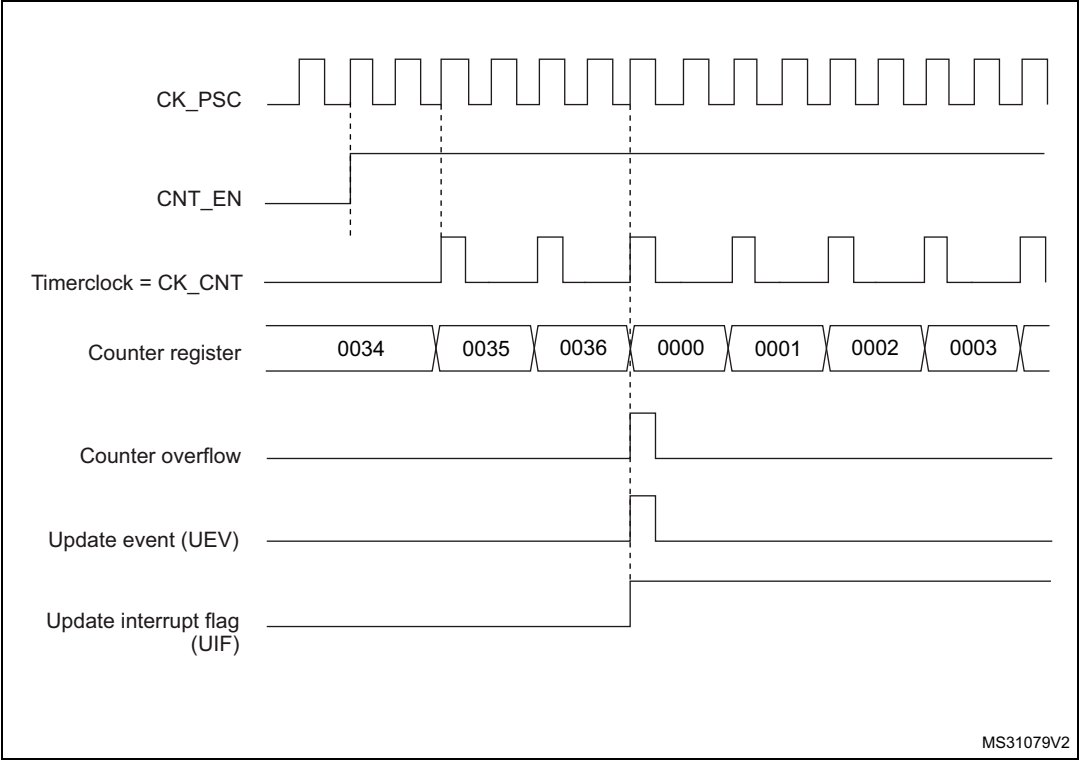 CK_PSC
CNT_EN
Timerclock = CK_CNT
Counter register
0034
0035
0036
0000
0001
0002
0003
Counter overflow
Update event (UEV)
Update interrupt flag
(UIF)
MS31079V2